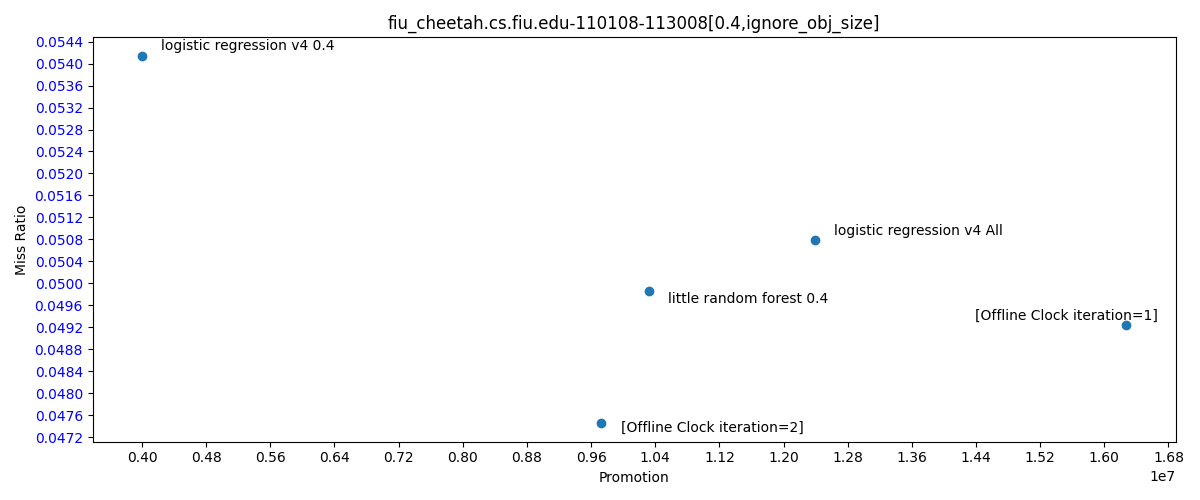 fiu_cheetah.cs.fiu.edu-110108-113008[0.4,ignore_obj_size]
Miss Ratio
0.0544
0.0540
0.0536
0.0532
0.0528
0.0524
0.0520
0.0516
0.0512
0.0508
0.0504
0.0500
0.0496
0.0492
0.0488
0.0484
0.0480
0.0476
0.0472
logistic regression v4 0.4
logistic regression v4 All
little random forest 0.4
[Offline Clock iteration=1]
[Offline Clock iteration=2]
0.40 0.48 0.56 0.64 0.72 0.80 0.88 0.96 1.04 1.12 1.20 1.28 1.36 1.44 1.52 1.60 1.68
1e7
Promotion